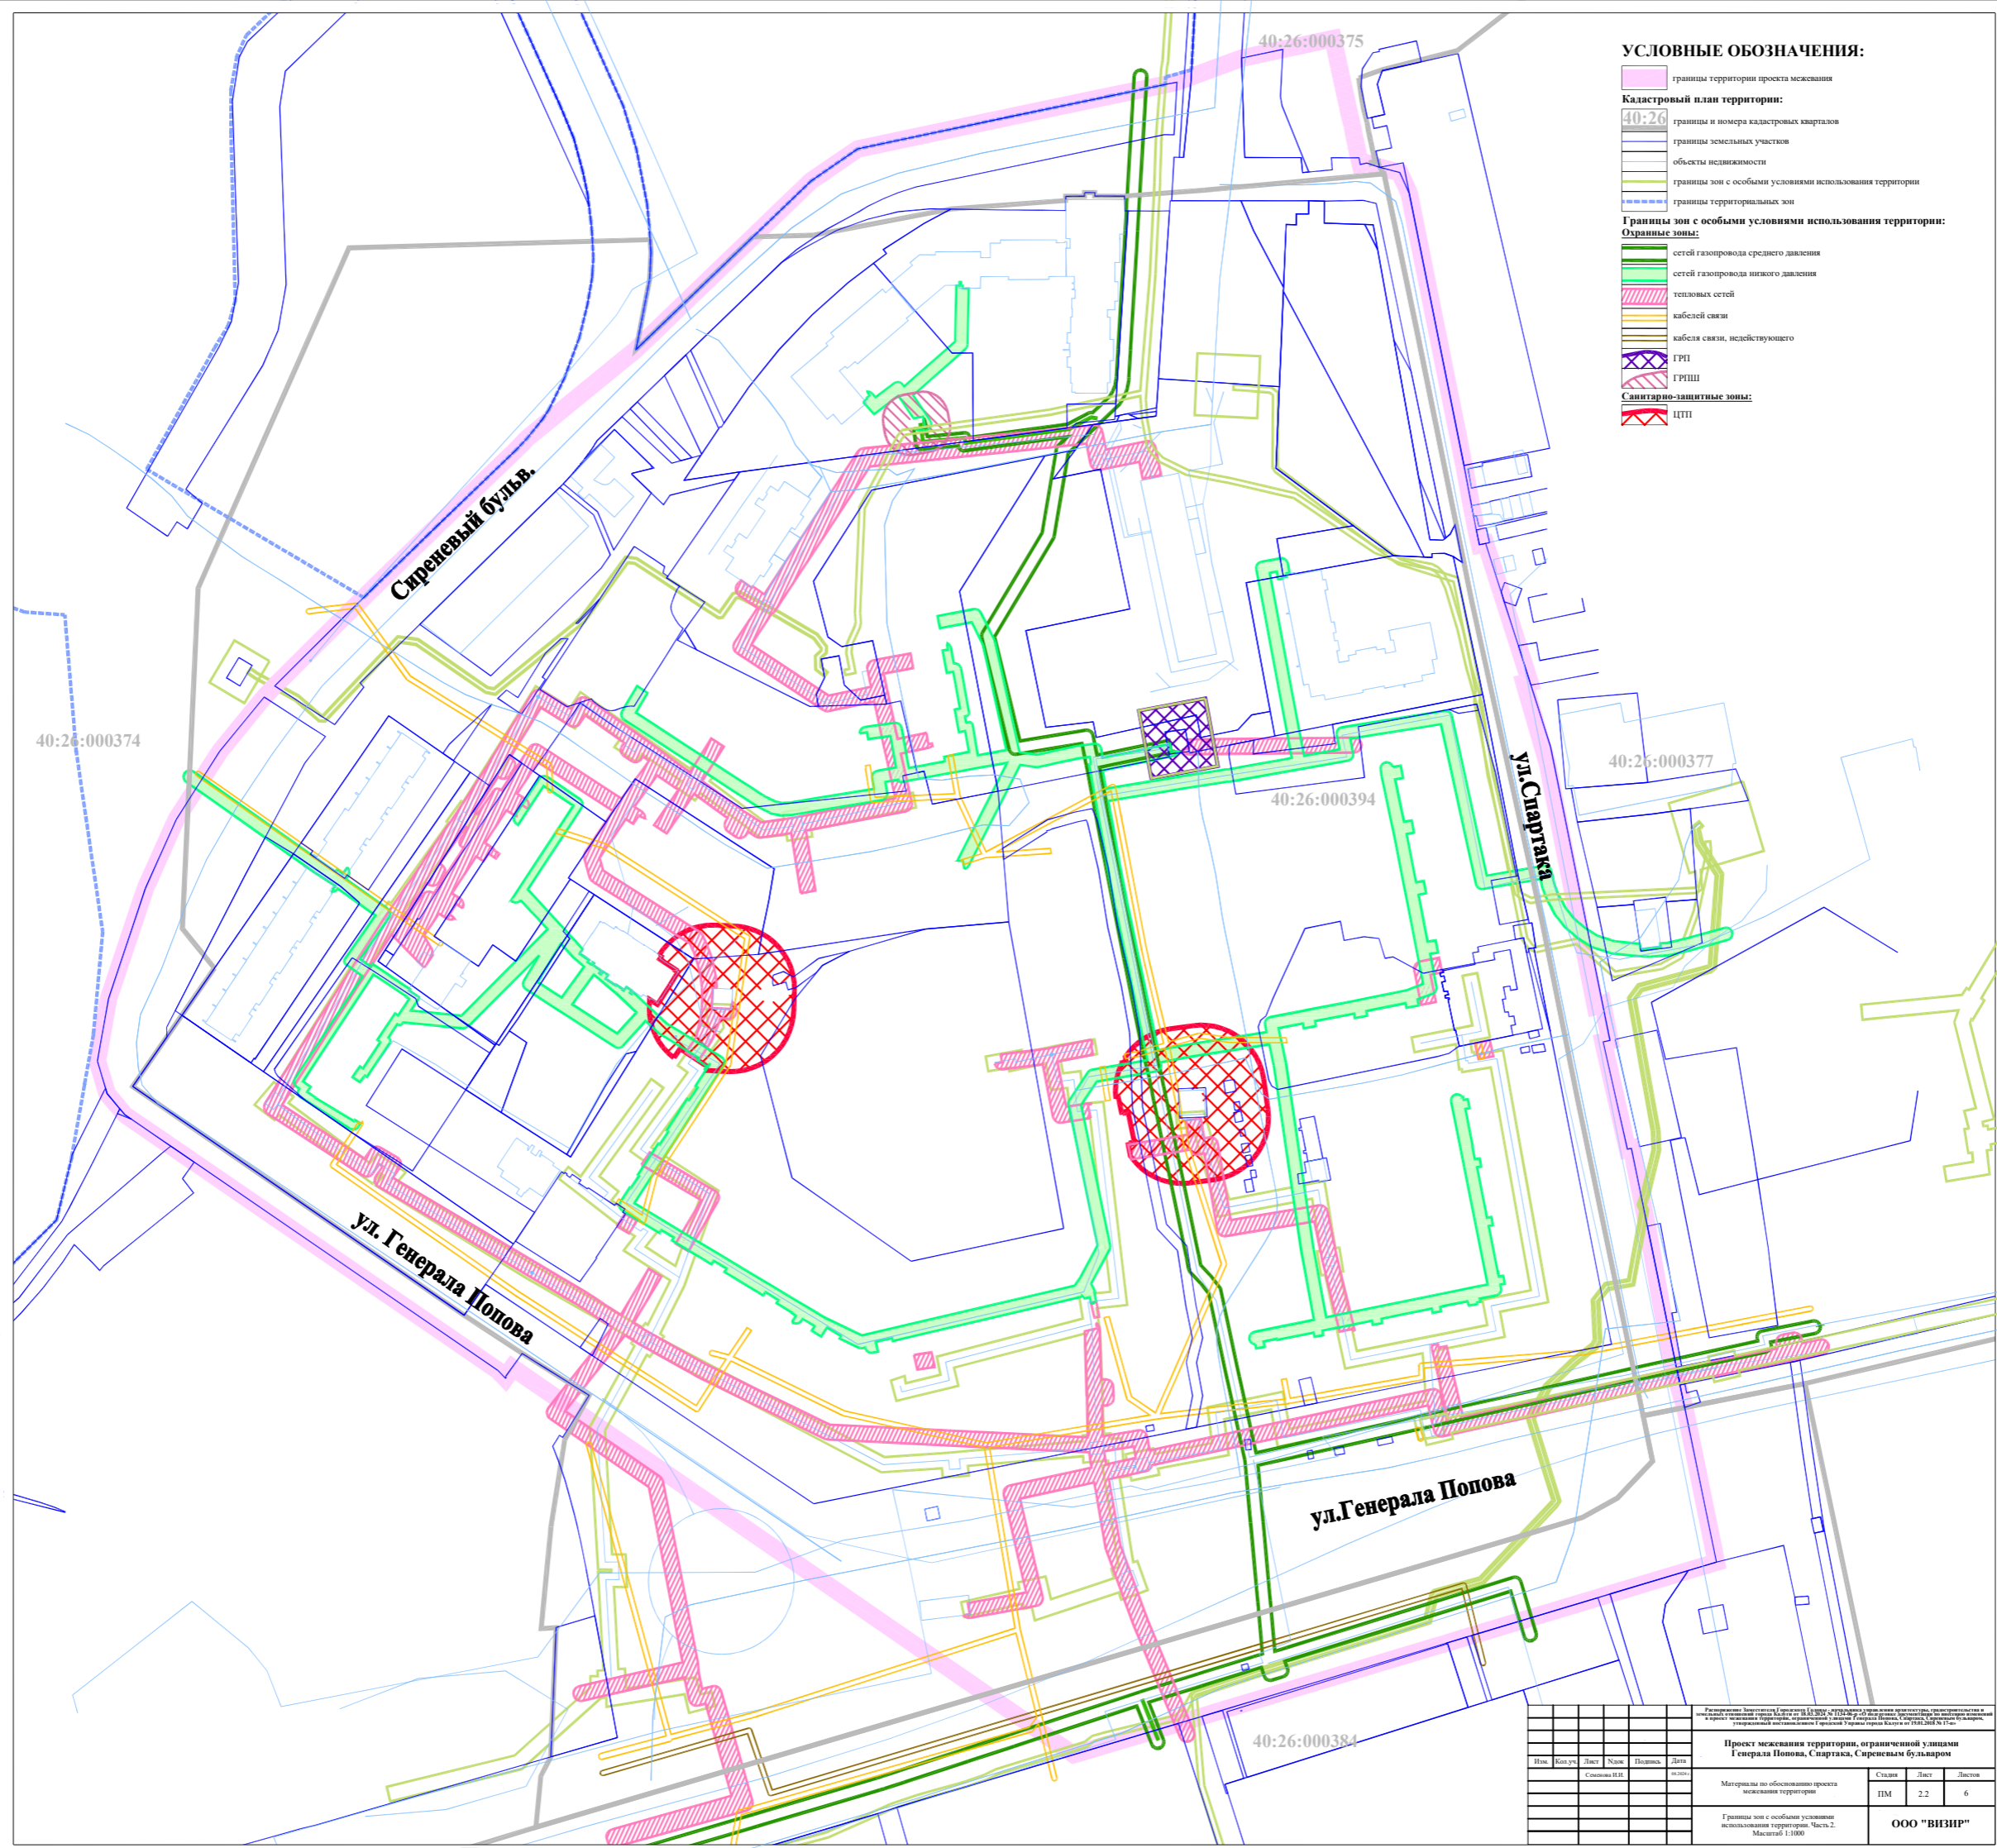 40:26:000375
УСЛОВНЫЕ ОБОЗНАЧЕНИЯ:
границы территории проекта межевания
Кадастровый план территории:
40:26
границы и номера кадастровых кварталов
границы земельных участков
объекты недвижимости
границы зон с особыми условиями использования территории
границы территориальных зон
Границы зон с особыми условиями использования территории:
Охранные зоны:
сетей газопровода среднего давления
сетей газопровода низкого давления
тепловых сетей
кабелей связи
кабеля связи, недействующего
ГРП
ГРПШ
Санитарно-защитные зоны:
ЦТП
Сиреневый бульв.
40:26:000374
40:26:000377
40:26:000394
ул.Спартака
ул. Генерала Попова
ул.Генерала Попова
40:26:000384
Проект межевания территории, ограниченной улицами
Генерала Попова, Спартака, Сиреневым бульваром
Изм. Кол.уч. Лист №док Подпись Дата
Семенова И.И.
Материалы по обоснованию проекта
межевания территории
Стадия Лист Листов
ПМ 2.2 6
Границы зон с особыми условиями
использования территории. Часть 2.
Масштаб 1:1000
ООО "ВИЗИР"